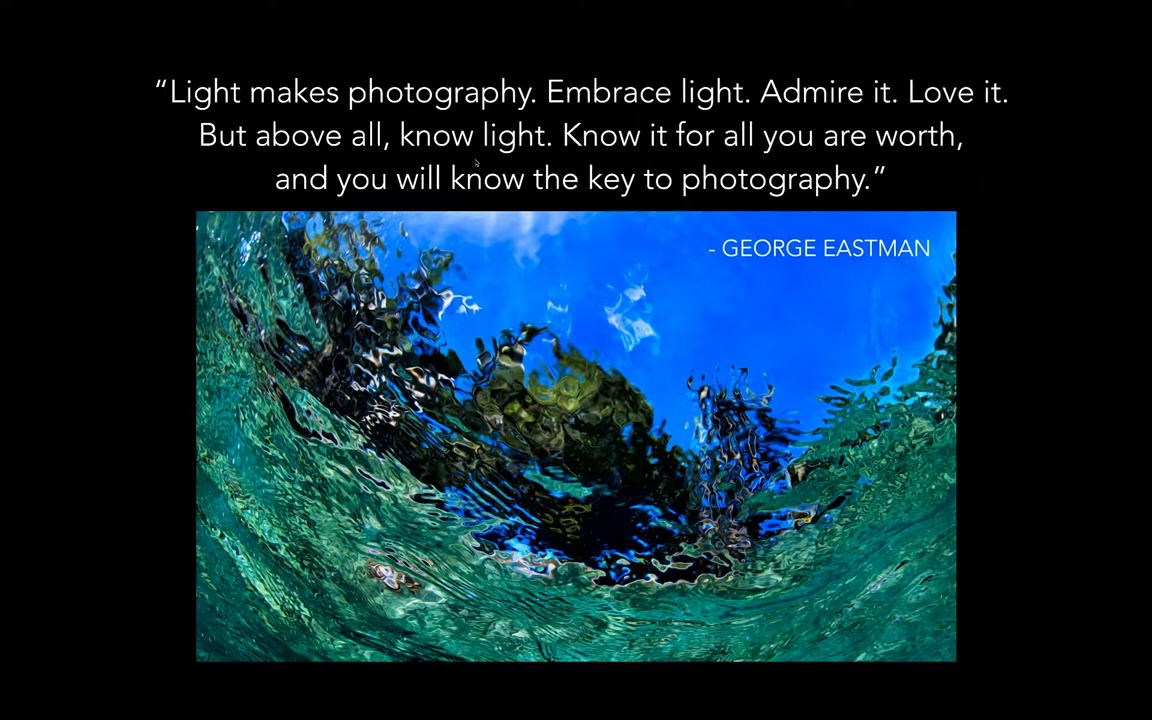 “Light makes photography. Embrace light. Admire it. Love it.
But above all, know light. Know it for all you are worth,
and you will know the key to photography.”
- GEORGE EASTMAN